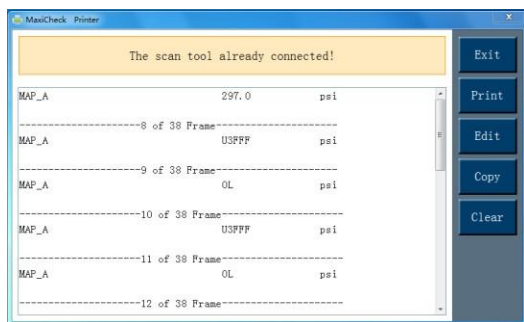 MaxiCheck Printer
The scan tool already connected!
MAP_A 297.0 psi
---------------------8 of 38 Frame---------------------
MAP_A U3FFF psi
---------------------9 of 38 Frame---------------------
MAP_A 0L psi
---------------------10 of 38 Frame---------------------
MAP_A U3FFF psi
---------------------11 of 38 Frame---------------------
MAP_A 0L psi
---------------------12 of 38 Frame---------------------
Exit
Print
Edit
Copy
Clear